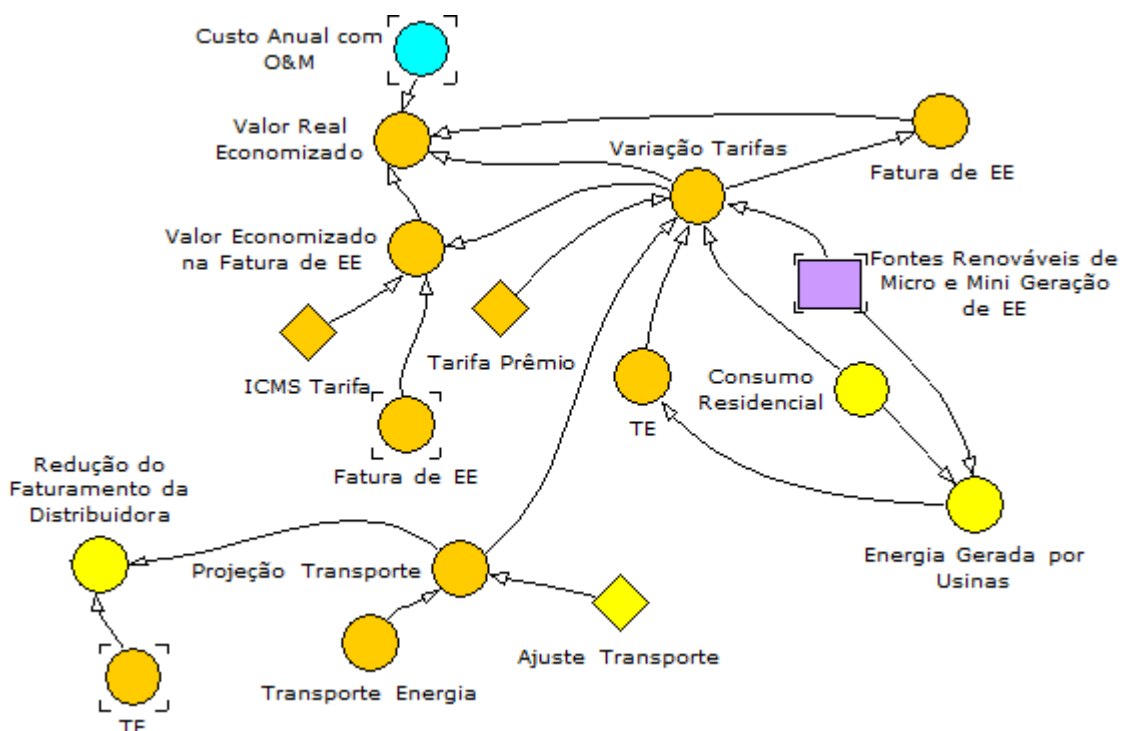 Custo Anual com
O&M
Valor Real
Economizado
Variação Tarifas
Fatura de EE
Valor Economizado
na Fatura de EE
Fontes Renováveis de
Micro e Mini Geração
de EE
ICMS Tarifa
Tarifa Prêmio
TE
Consumo
Residencial
Fatura de EE
Redução do
Faturamento da
Distribuidora
Projeção Transporte
Energia Gerada por
Usinas
Ajuste Transporte
Transporte Energia
TE